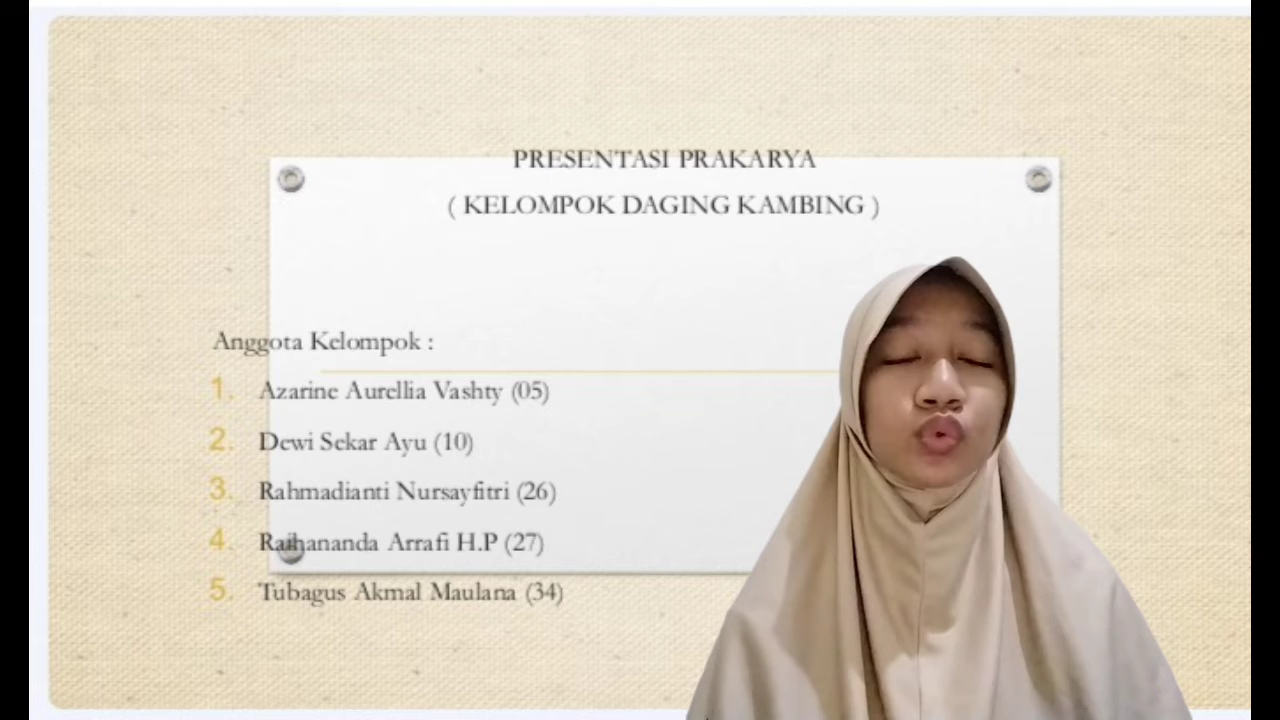 PRESENTASI PRAKARYA
( KELOMPOK DAGING KAMBING )
Anggota Kelompok :
1. Azarine Aurellia Vashty (05)
2. Dewi Sekar Ayu (10)
3. Rahmadianti Nursayfitri (26)
4. Raihananda Arrafi H.P (27)
5. Tubagus Akmal Maulana (34)